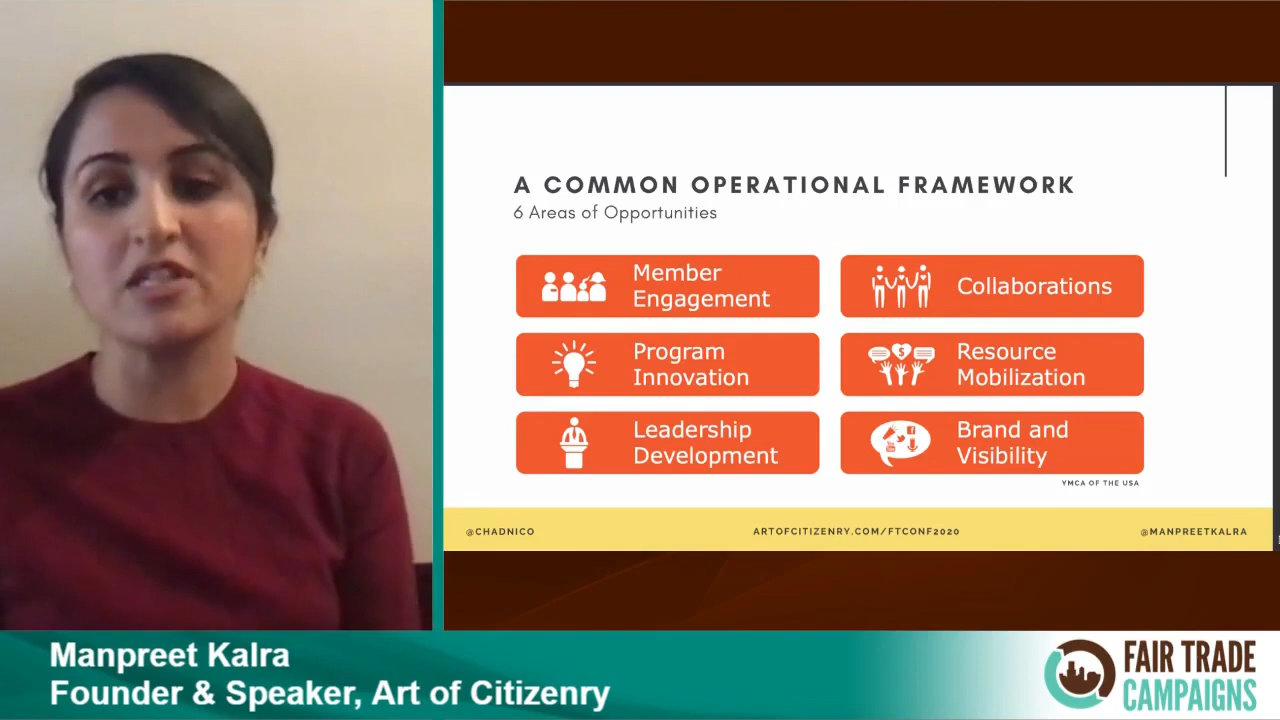 A COMMON OPERATIONAL FRAMEWORK
6 Areas of Opportunities
Member
Engagement
Collaborations
Program
Innovation
Resource
Mobilization
Leadership
Development
Brand and
Visibility
YMCA OF THE USA
@CHADNICO
ARTOFCITIZENRY.COM/FTCONF2020
@MANPREETKALRA
Manpreet Kalra
Founder & Speaker, Art of Citizenry
FAIR TRADE
CAMPAIGNS